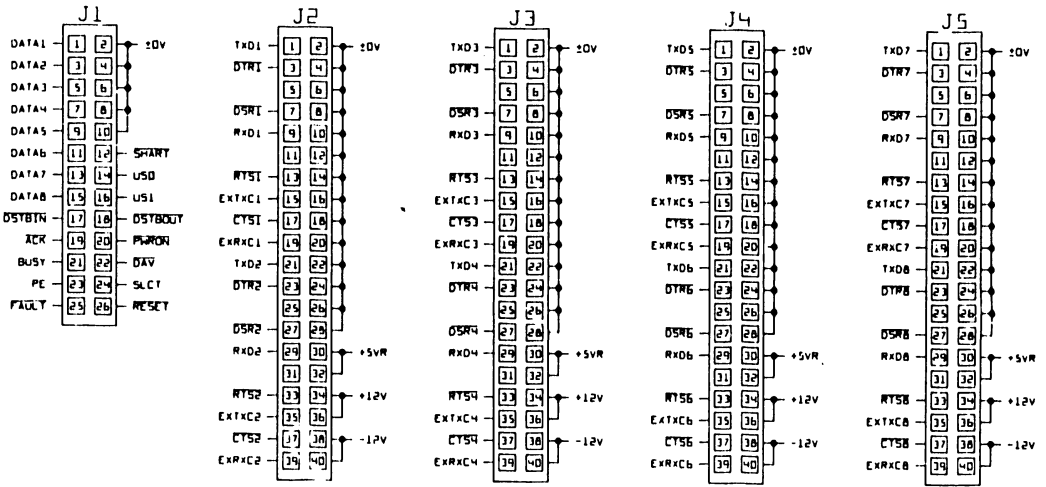 J1
DATA1 1 2 ±0V
DATA2 3 4
DATA3 5 6
DATA4 7 8
DATA5 9 10
DATA6 11 12 SMART
DATA7 13 14 US0
DATA8 15 16 US1
DSTBIN 17 18 DSTBOUT
ACK 19 20 PWRON
BUSY 21 22 DAV
PE 23 24 SLCT
FAULT 25 26 RESET
J2
TXD1 1 2 ±0V
DTR1 3 4
5 6
DSR1 7 8
RXD1 9 10
11 12
RTS1 13 14
EXTXC1 15 16
CTS1 17 18
EXRXC1 19 20
TXD2 21 22
DTR2 23 24
25 26
DSR2 27 28
RXD2 29 30 +5VR
31 32
RTS2 33 34 +12V
EXTXC2 35 36
CTS2 37 38 -12V
EXRXC2 39 40
J3
TXD3 1 2 ±0V
DTR3 3 4
5 6
DSR3 7 8
RXD3 9 10
11 12
RTS3 13 14
EXTXC3 15 16
CTS3 17 18
EXRXC3 19 20
TXD4 21 22
DTR4 23 24
25 26
DSR4 27 28
RXD4 29 30 +5VR
31 32
RTS4 33 34 +12V
EXTXC4 35 36
CTS4 37 38 -12V
EXRXC4 39 40
J4
TXD5 1 2 ±0V
DTR5 3 4
5 6
DSR5 7 8
RXD5 9 10
11 12
RTS5 13 14
EXTXC5 15 16
CTS5 17 18
EXRXC5 19 20
TXD6 21 22
DTR6 23 24
25 26
DSR6 27 28
RXD6 29 30 +5VR
31 32
RTS6 33 34 +12V
EXTXC6 35 36
CTS6 37 38 -12V
EXRXC6 39 40
J5
TXD7 1 2 ±0V
DTR7 3 4
5 6
DSR7 7 8
RXD7 9 10
11 12
RTS7 13 14
EXTXC7 15 16
CTS7 17 18
EXRXC7 19 20
TXD8 21 22
DTR8 23 24
25 26
DSR8 27 28
RXD8 29 30 +5VR
31 32
RTS8 33 34 +12V
EXTXC8 35 36
CTS8 37 38 -12V
EXRXC8 39 40